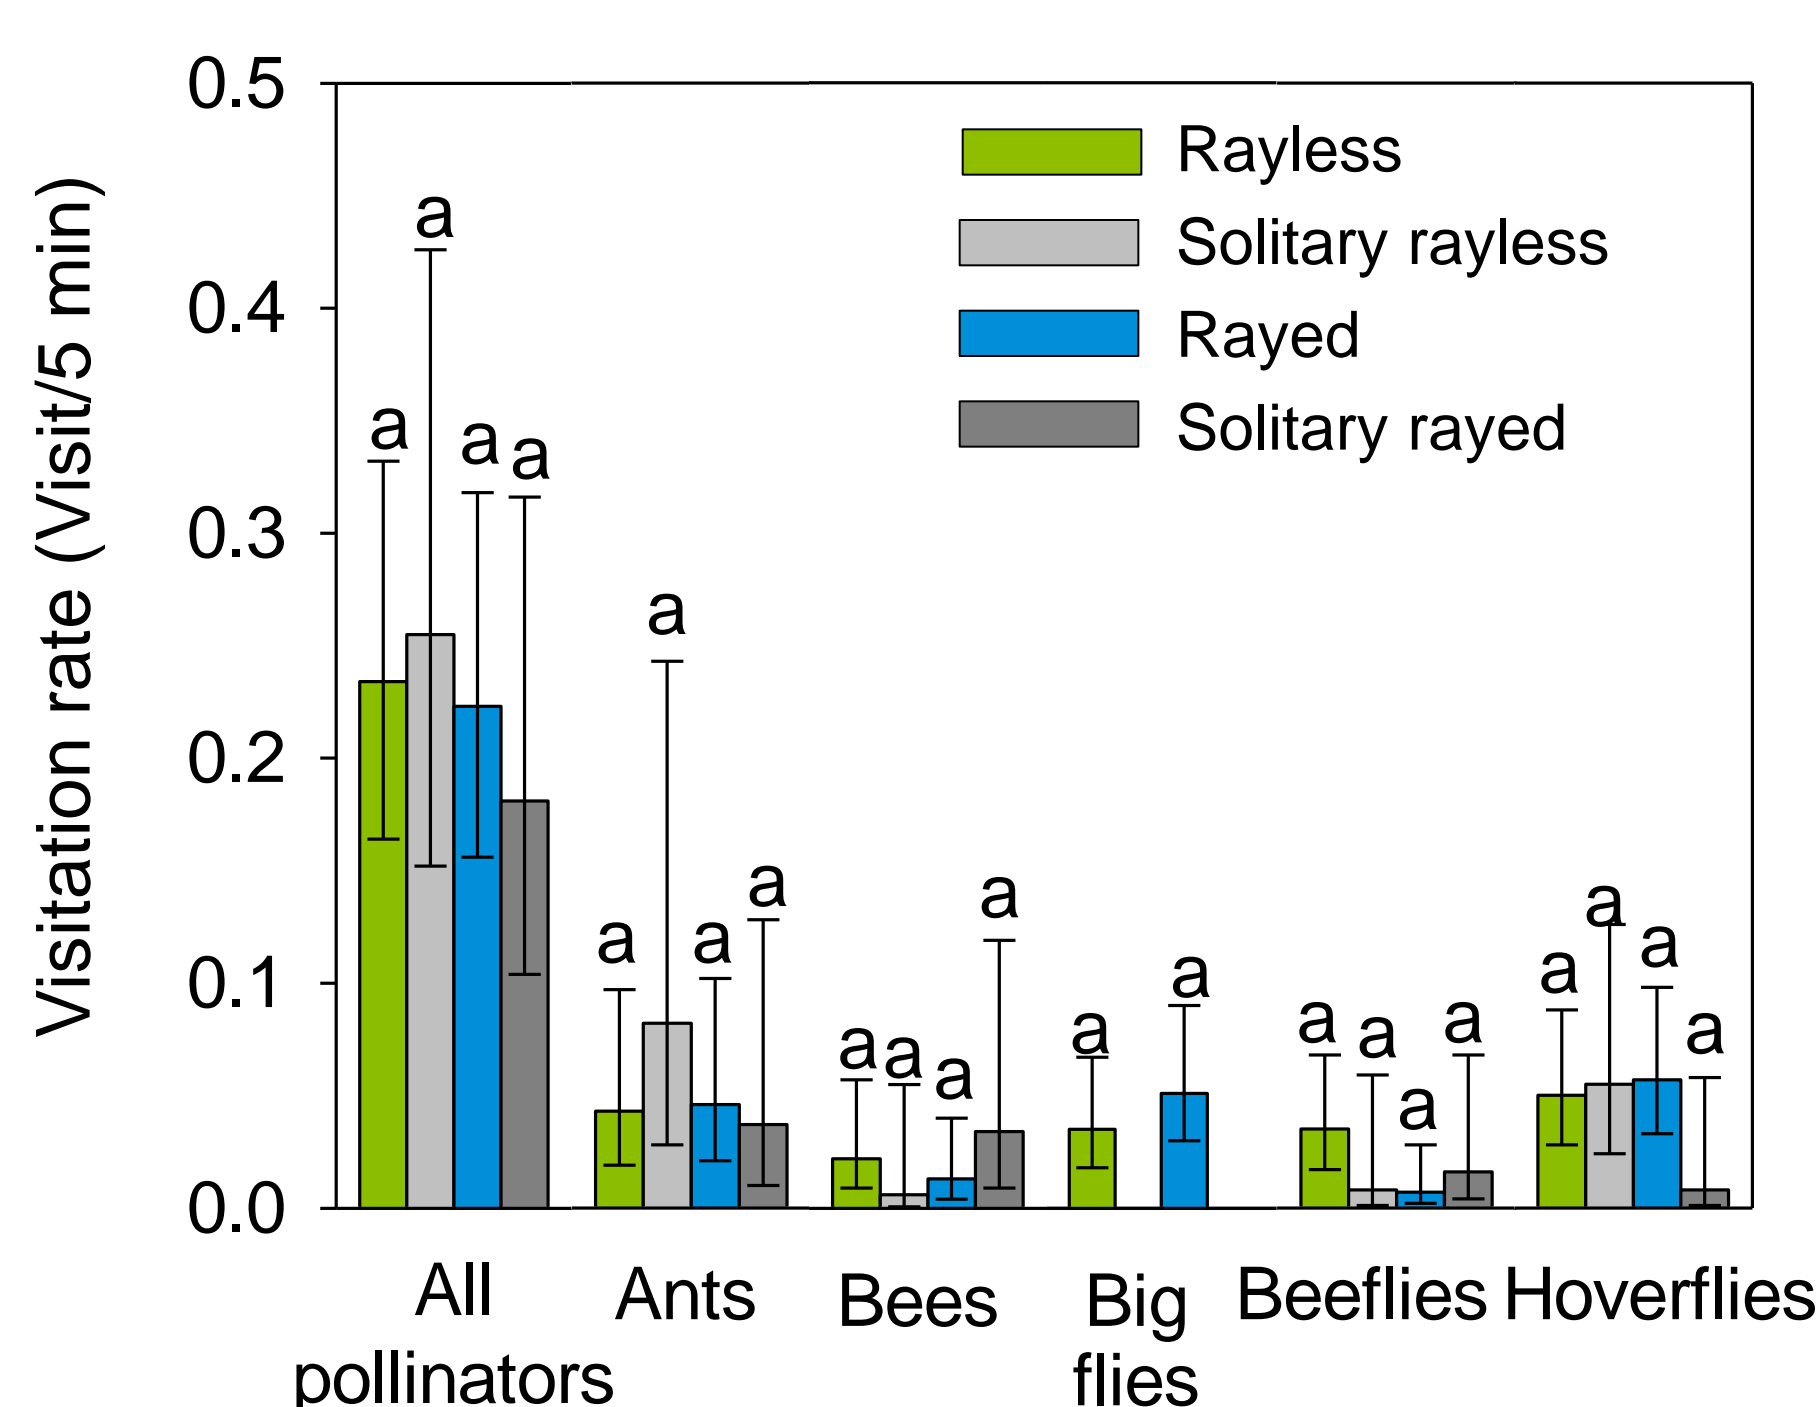 Visitation rate (Visit/5 min)
0.5
0.4
0.3
0.2
0.1
0.0
Rayless
Solitary rayless
Rayed
Solitary rayed
a a a a
a a a a
a a a a
a a
a a a a
a a a a
All
pollinators
Ants
Bees
Big
flies
Beeflies
Hoverflies